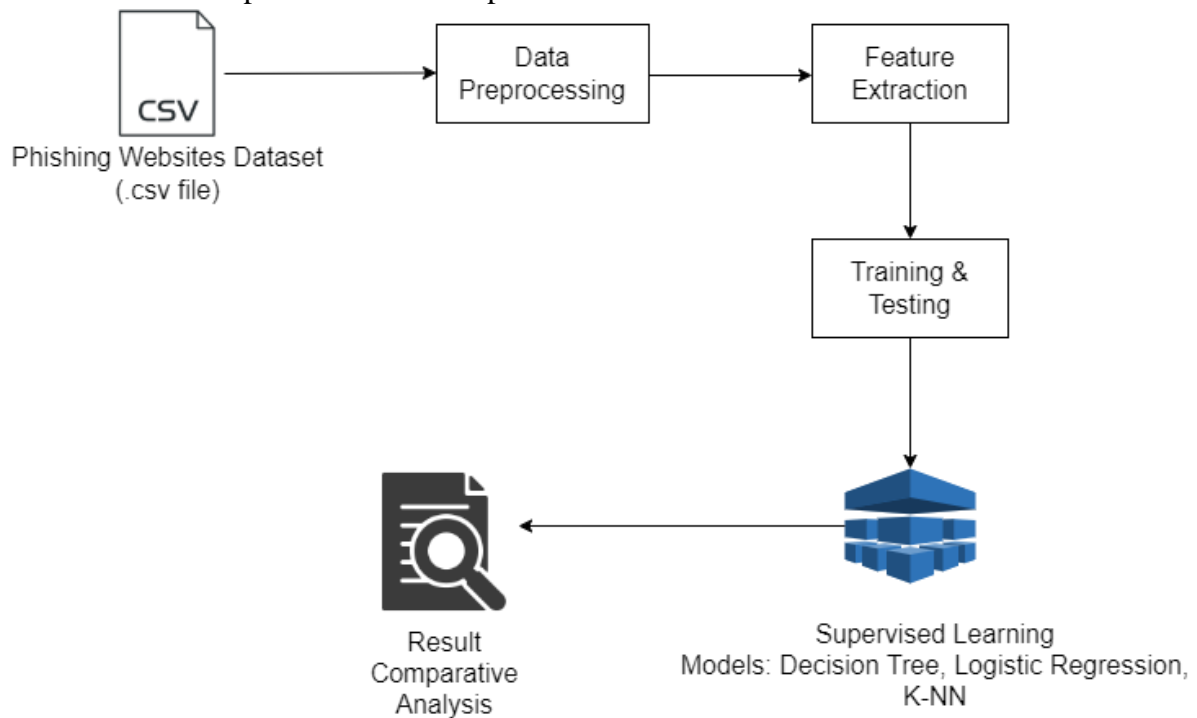 CSV
Phishing Websites Dataset
(.csv file)
Data
Preprocessing
Feature
Extraction
Training &
Testing
Supervised Learning
Models: Decision Tree, Logistic Regression,
K-NN
Result
Comparative
Analysis